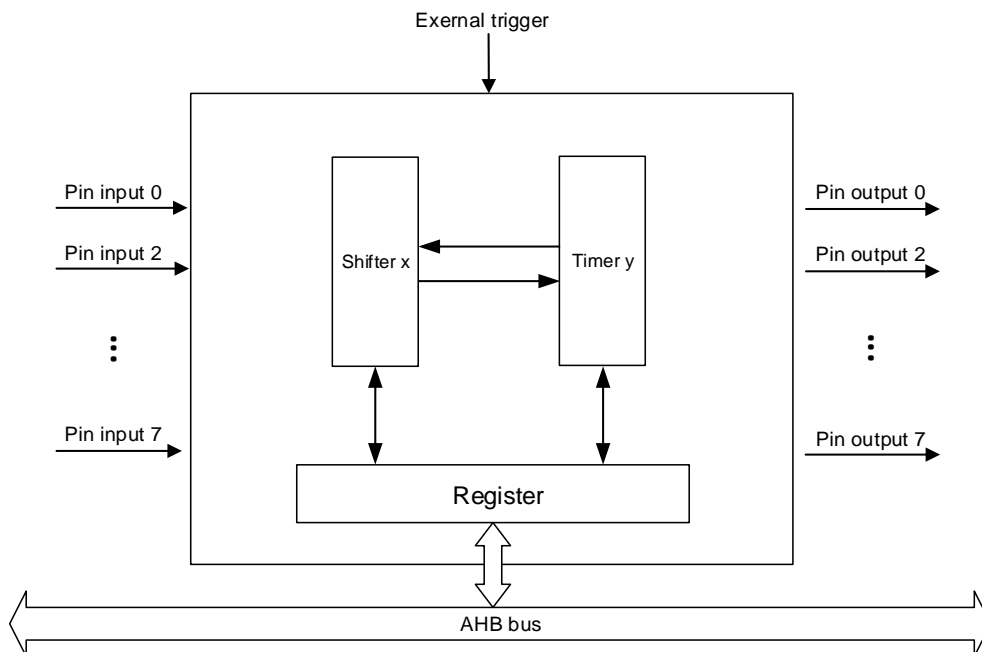 Exernal trigger
Pin input 0
Pin output 0
Pin input 2
Pin output 2
Shifter x
Timer y
Pin input 7
Pin output 7
Register
AHB bus